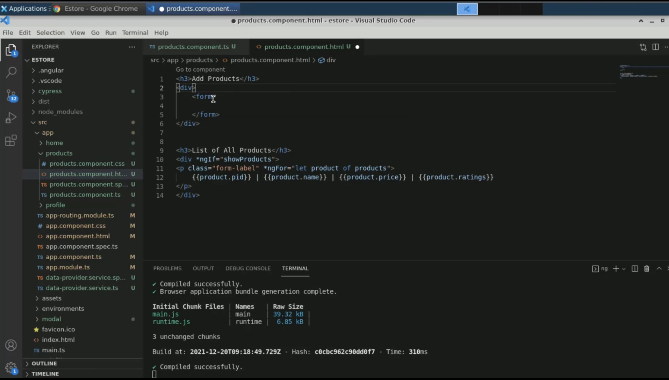 Applications : Estore - Google Chrome products.component....
products.component.html - estore - Visual Studio Code
File Edit Selection View Go Run Terminal Help
EXPLORER
ESTORE
.angular
.vscode
cypress
dist
node_modules
src
app
home
products
products.component.css U
products.component.ht... U
products.component.sp... U
products.component.ts U
profile
app-routing.module.ts M
app.component.css M
app.component.html M
app.component.spec.ts
app.component.ts M
app.module.ts M
data-provider.service.sp... U
data-provider.service.ts U
assets
environments
modal
favicon.ico
index.html
main.ts
OUTLINE
TIMELINE
products.component.ts U products.component.html U
src > app > products > products.component.html > div
Go to component
1 <h3>Add Products</h3>
2 <div>
3 <form>
4
5 </form>
6 </div>
7
8
9 <h3>List of All Products</h3>
10 <div *ngIf="showProducts">
11 <p class="form-label" *ngFor="let product of products">
12 {{product.pid}} | {{product.name}} | {{product.price}} | {{product.ratings}}
13 </p>
14 </div>
PROBLEMS OUTPUT DEBUG CONSOLE TERMINAL
ng
✔ Compiled successfully.
✔ Browser application bundle generation complete.
Initial Chunk Files | Names | Raw Size
main.js | main | 39.32 kB |
runtime.js | runtime | 6.85 kB |
3 unchanged chunks
Build at: 2021-12-20T09:18:49.729Z - Hash: c0cbc962c90dd0f7 - Time: 310ms
✔ Compiled successfully.